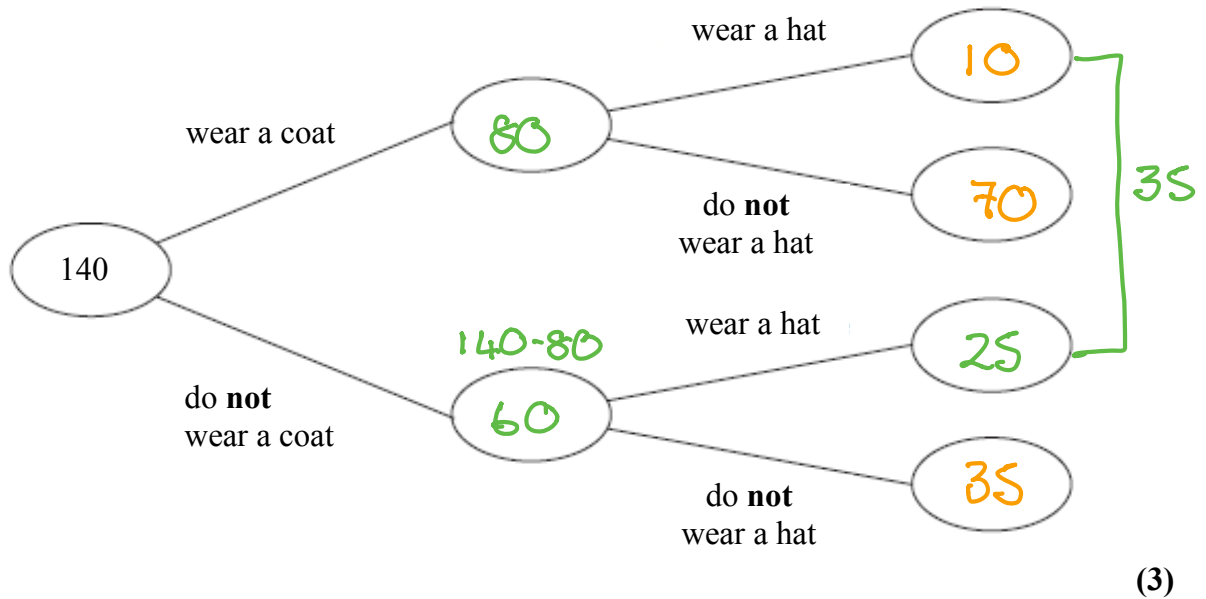 wear a hat
10
wear a coat
80
70
35
do not
wear a hat
140
wear a hat
140-80
25
do not
wear a coat
60
35
do not
wear a hat
(3)